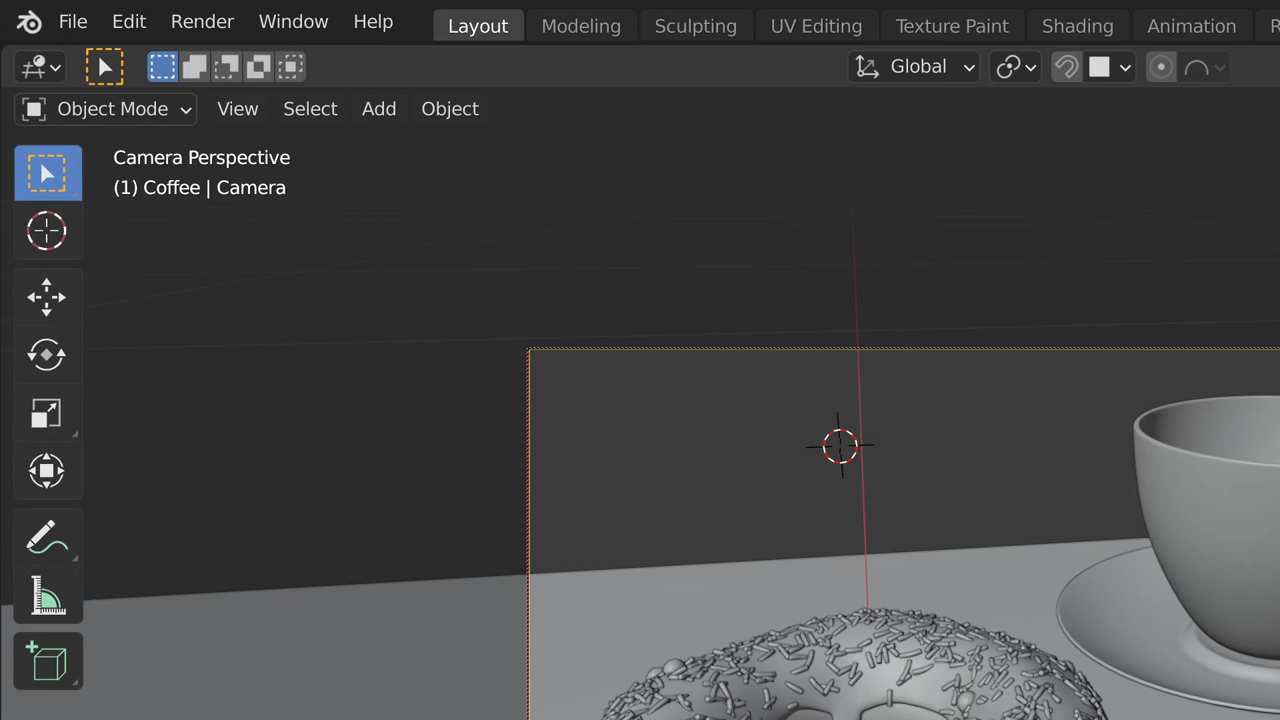 File Edit Render Window Help Layout Modeling Sculpting UV Editing Texture Paint Shading Animation
Global
Object Mode View Select Add Object
Camera Perspective
(1) Coffee | Camera